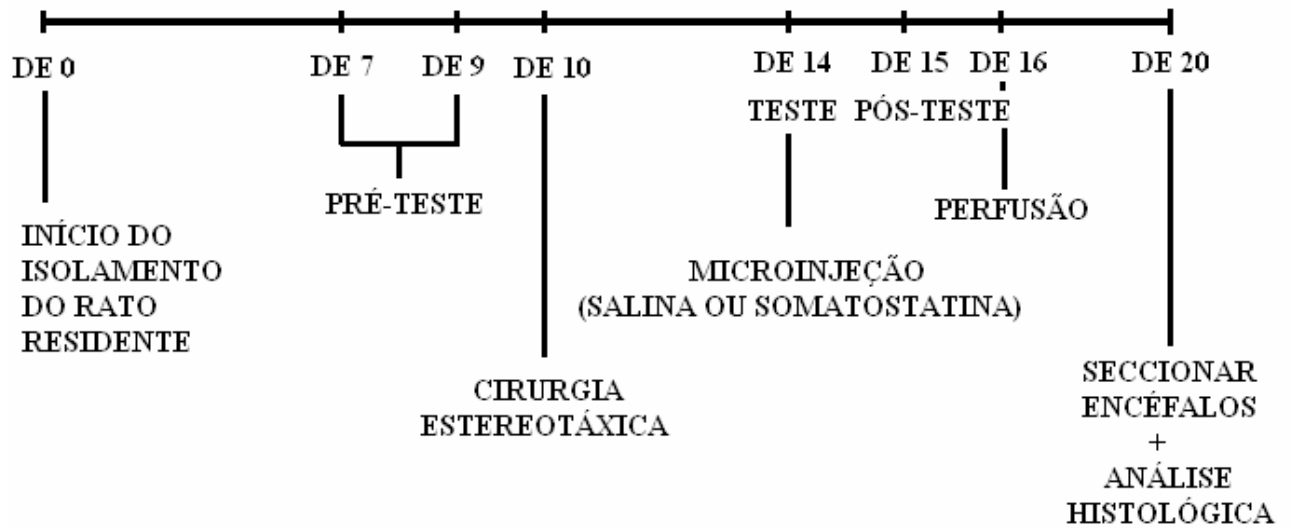 DE 0 DE 7 DE 9 DE 10 DE 14 DE 15 DE 16 DE 20
TESTE PÓS-TESTE
PRÉ-TESTE
PERFUSÃO
INÍCIO DO
ISOLAMENTO
DO RATO
RESIDENTE
MICROINJEÇÃO
(SALINA OU SOMATOSTATINA)
CIRURGIA
ESTEREOTÁXICA
SECCIONAR
ENCÉFALOS
+
ANÁLISE
HISTOLÓGICA